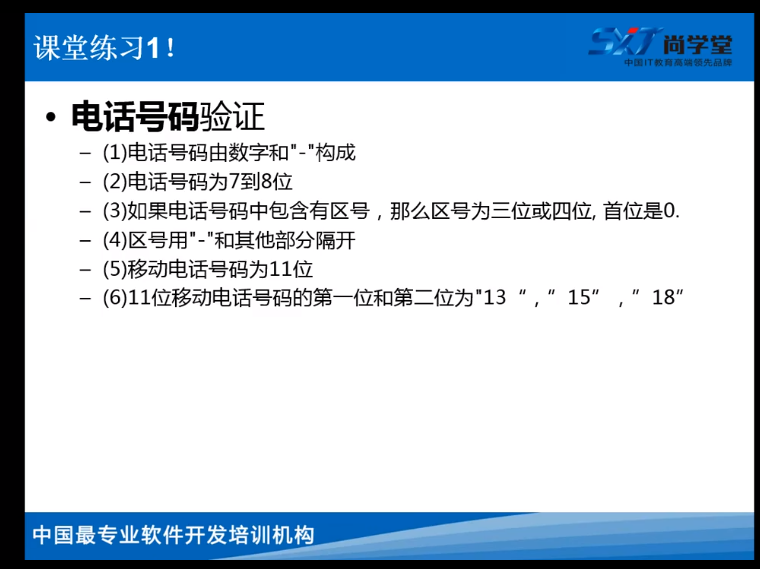 课堂练习1！
SXT 尚学堂
中国IT教育高端领先品牌
• 电话号码验证
– (1)电话号码由数字和"-"构成
– (2)电话号码为7到8位
– (3)如果电话号码中包含有区号，那么区号为三位或四位, 首位是0.
– (4)区号用"-"和其他部分隔开
– (5)移动电话号码为11位
– (6)11位移动电话号码的第一位和第二位为"13“，”15”，”18”
中国最专业软件开发培训机构